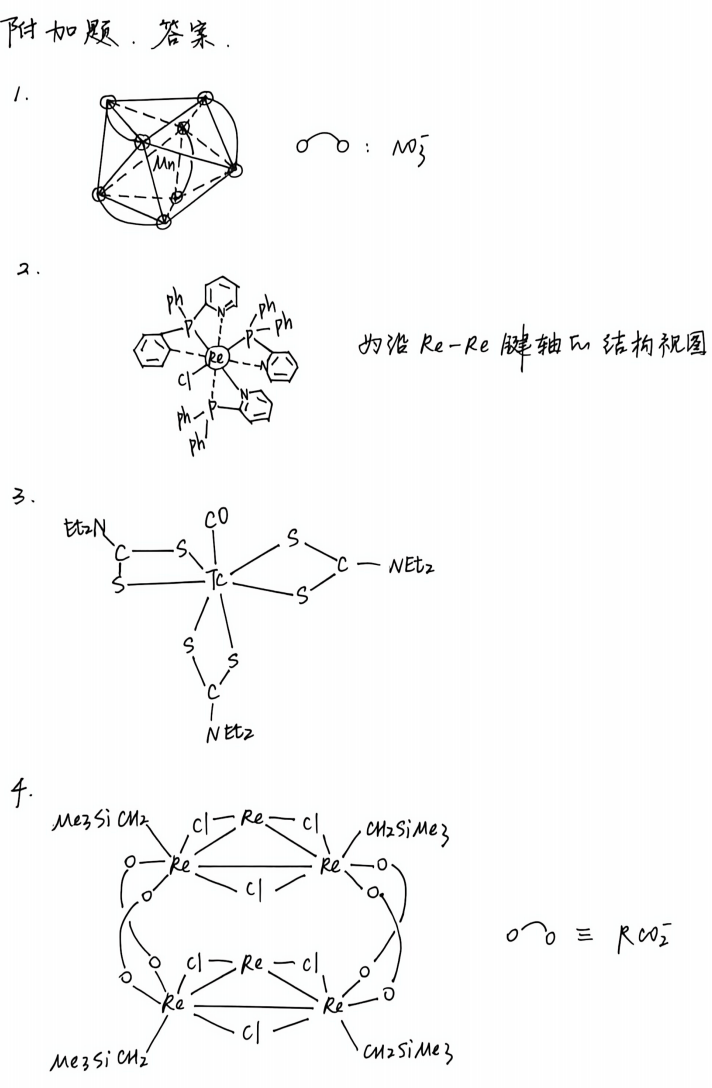 附加题. 答案.
1.
Mn
: NO₃⁻
2.
ph
N
ph
P
P
ph
Re
N
Cl
N
ph
P
ph
为沿 Re-Re 键轴的结构视图
3.
Et2N
CO
C
S
S
S
Tc
C
NEt2
S
S
S
C
NEt2
4.
Me3SiCH2
Cl Re Cl
CH2SiMe3
O Re Re O
O Cl O
O Cl Re Cl O
O O
Re Re
Cl
Me3SiCH2
CH2SiMe3
O O ≡ RCO₂⁻